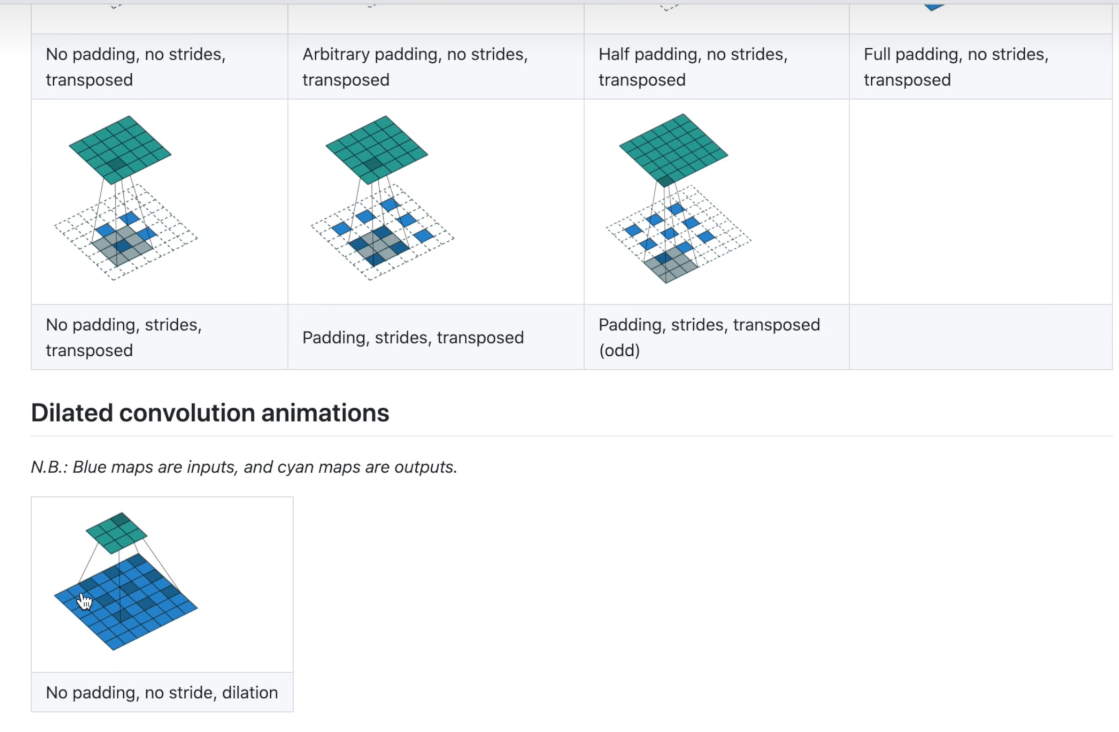 No padding, no strides,
transposed
Arbitrary padding, no strides,
transposed
Half padding, no strides,
transposed
Full padding, no strides,
transposed
No padding, strides,
transposed
Padding, strides, transposed
Padding, strides, transposed
(odd)
Dilated convolution animations
N.B.: Blue maps are inputs, and cyan maps are outputs.
No padding, no stride, dilation